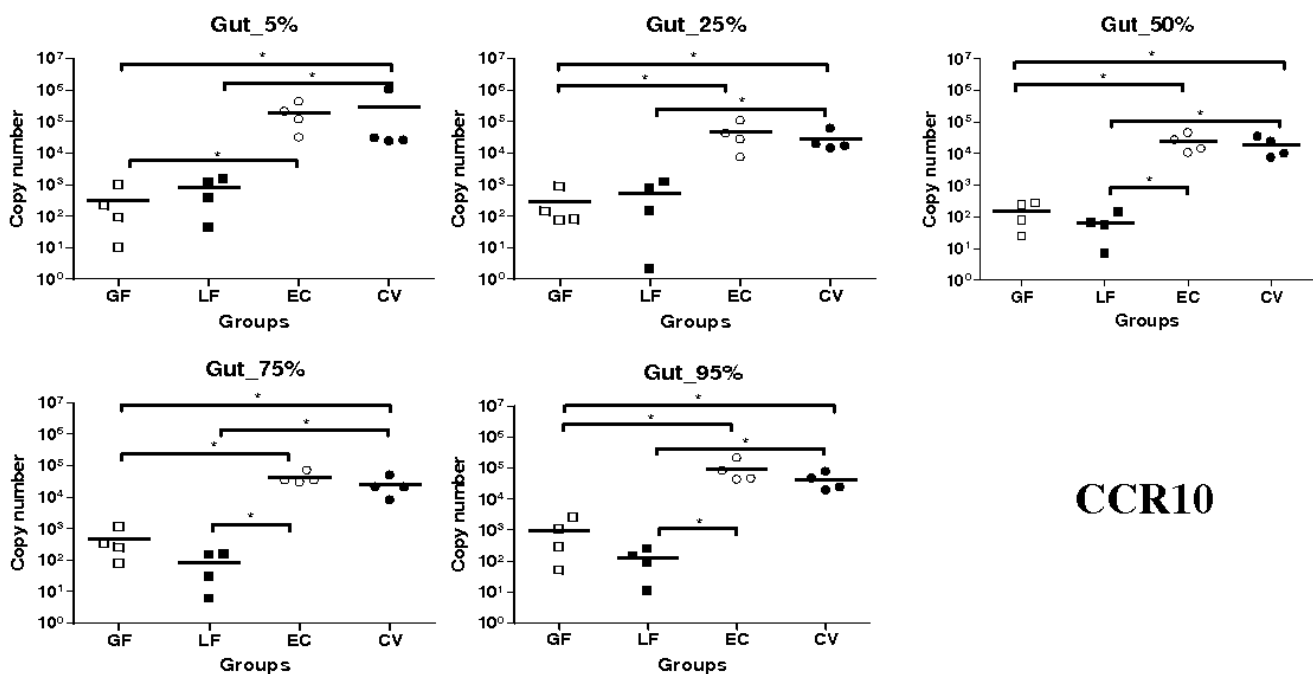 Gut_5%
Copy number
10⁷
10⁶
10⁵
10⁴
10³
10²
10¹
10⁰
*
*
*
GF LF EC CV
Groups
Gut_25%
Copy number
10⁷
10⁶
10⁵
10⁴
10³
10²
10¹
10⁰
*
*
*
GF LF EC CV
Groups
Gut_50%
Copy number
10⁷
10⁶
10⁵
10⁴
10³
10²
10¹
10⁰
*
*
*
*
GF LF EC CV
Groups
Gut_75%
Copy number
10⁷
10⁶
10⁵
10⁴
10³
10²
10¹
10⁰
*
*
*
*
GF LF EC CV
Groups
Gut_95%
Copy number
10⁷
10⁶
10⁵
10⁴
10³
10²
10¹
10⁰
*
*
*
*
GF LF EC CV
Groups
CCR10